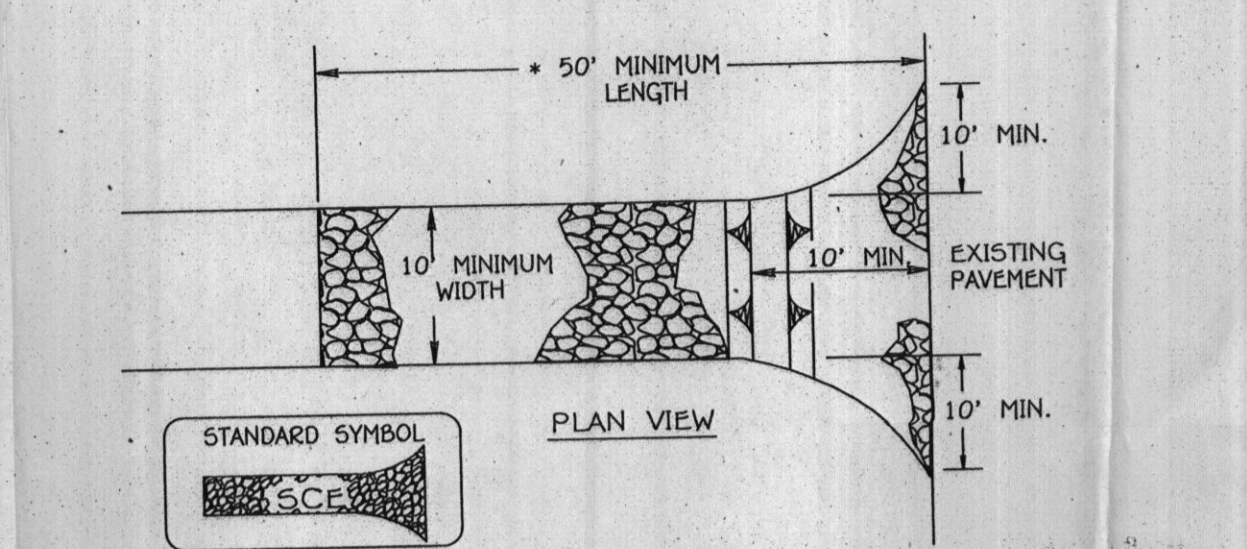 * 50' MINIMUM
LENGTH
10' MIN.
10' MINIMUM
WIDTH
10' MIN.
EXISTING
PAVEMENT
10' MIN.
PLAN VIEW
STANDARD SYMBOL
SCE